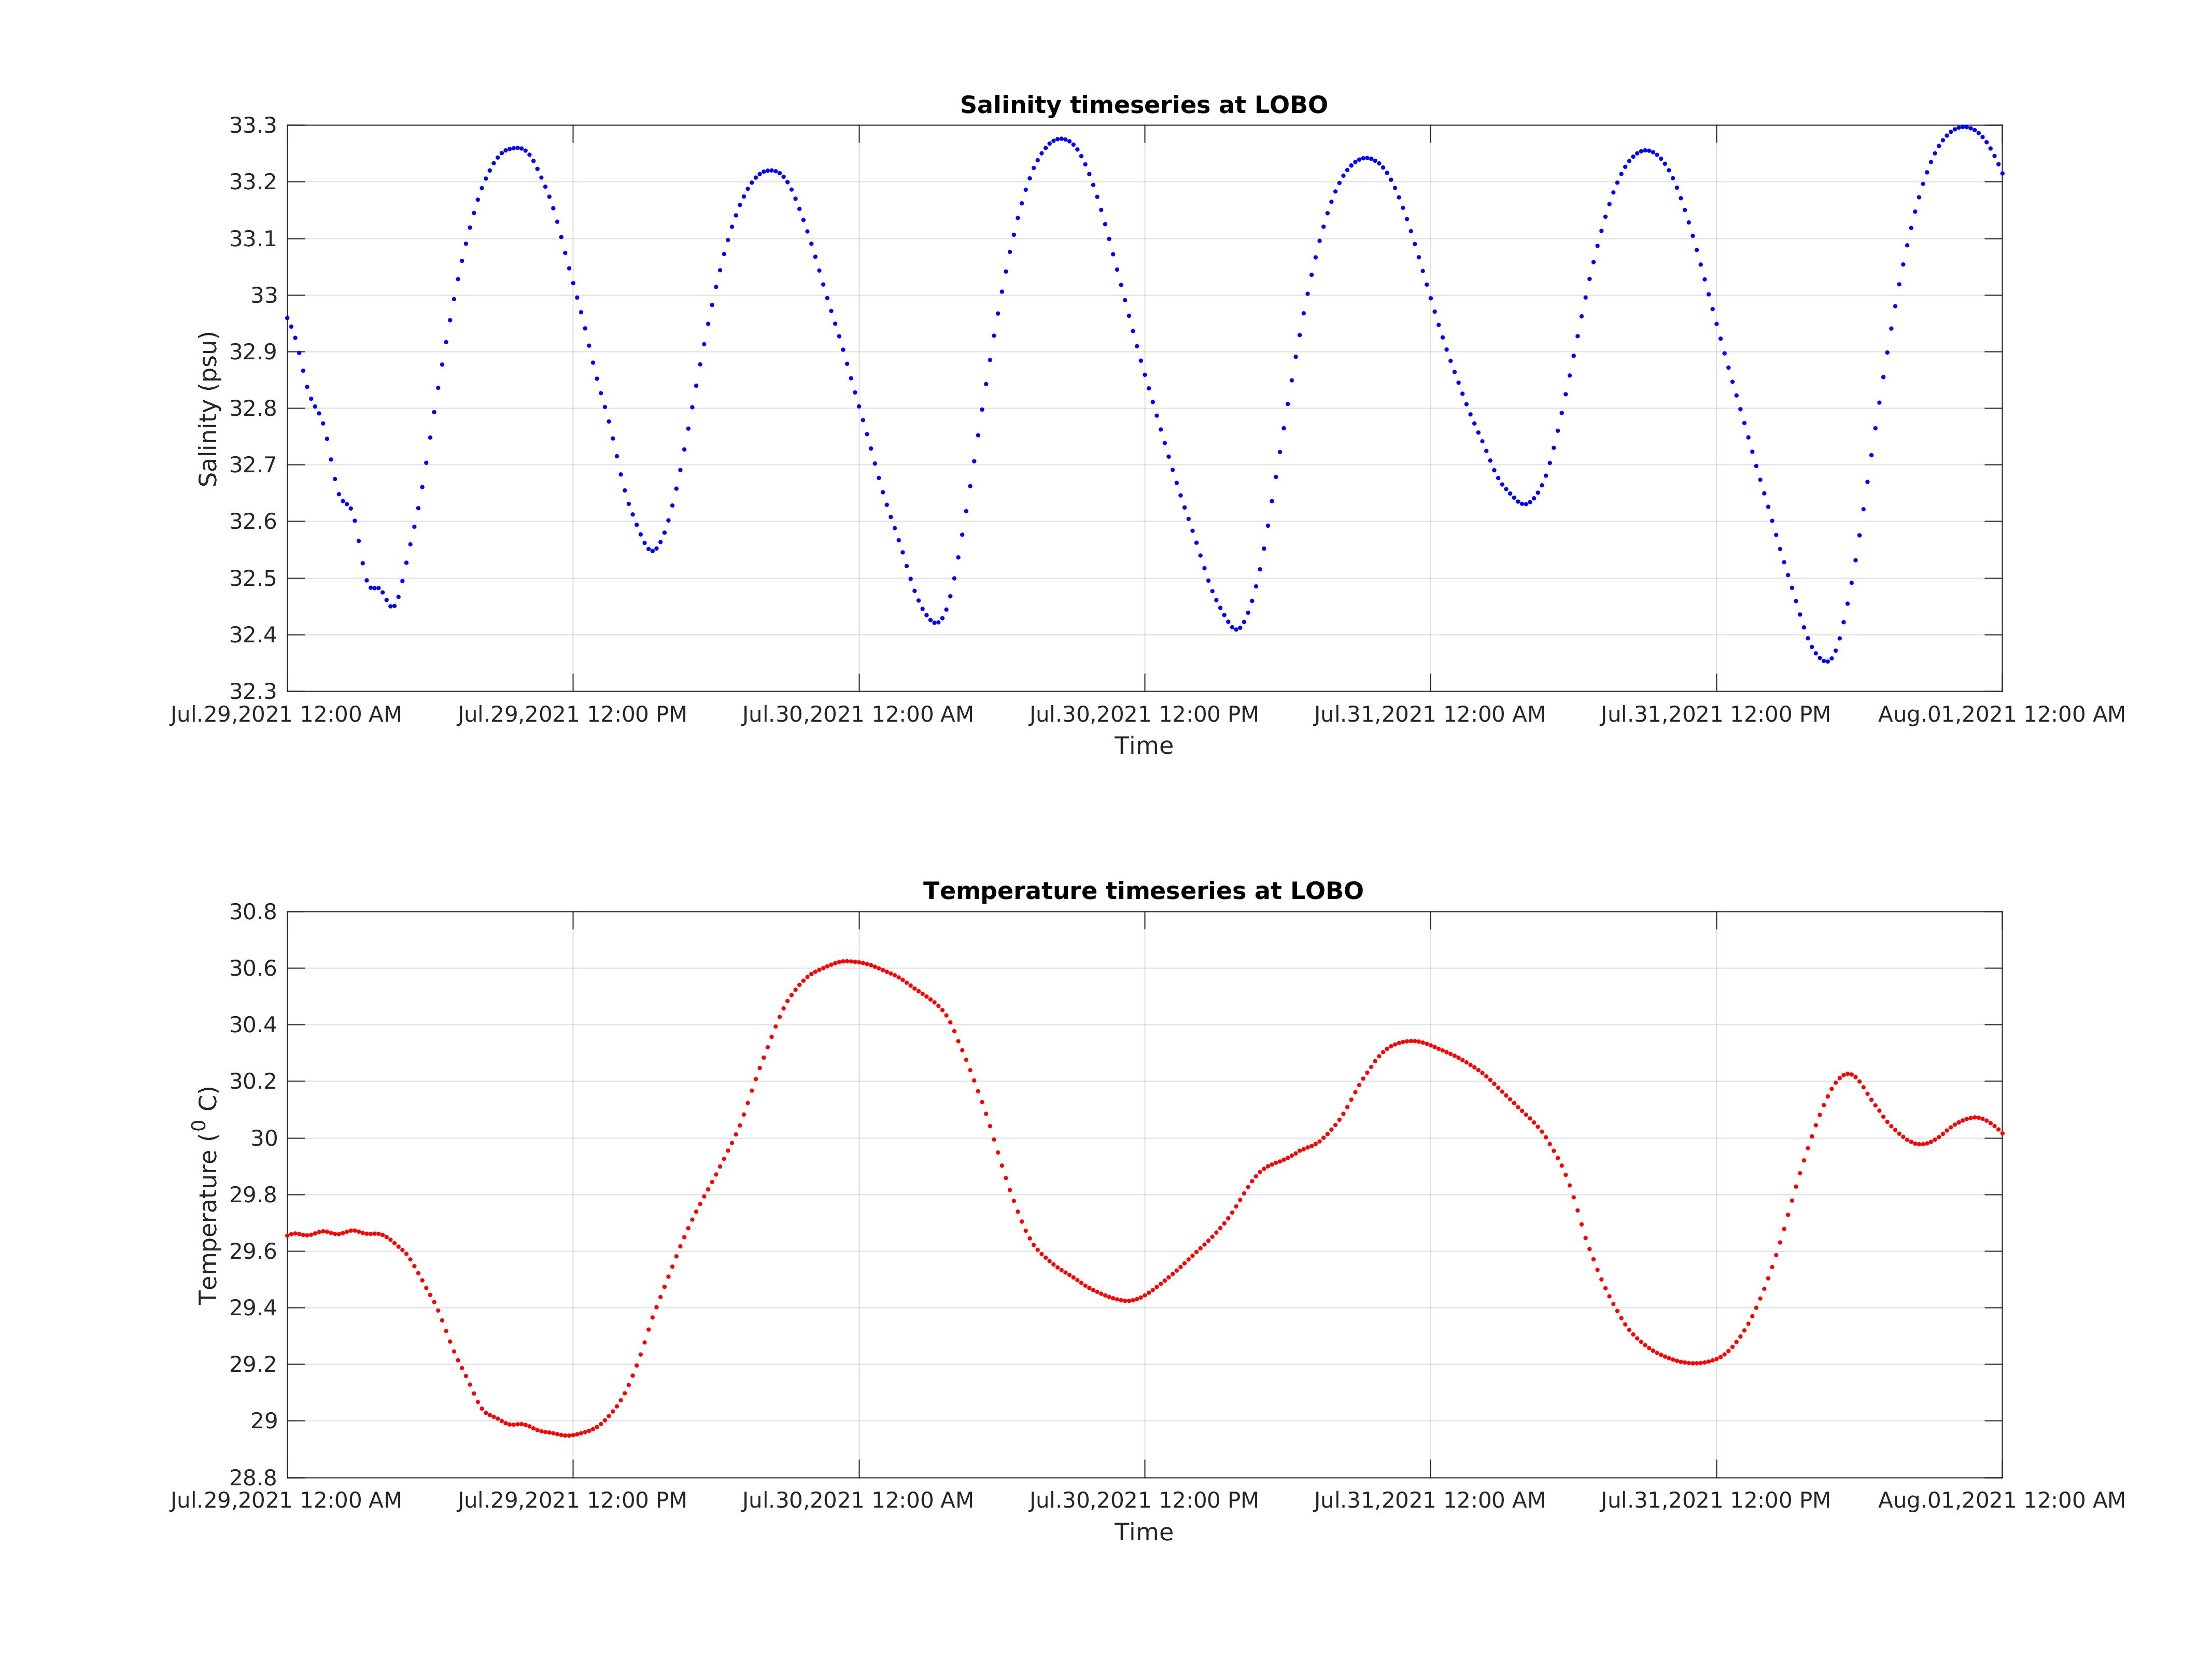 Salinity timeseries at LOBO
33.3
33.2
33.1
33
32.9
32.8
32.7
32.6
32.5
32.4
32.3
Salinity (psu)
Jul.29,2021 12:00 AM Jul.29,2021 12:00 PM Jul.30,2021 12:00 AM Jul.30,2021 12:00 PM Jul.31,2021 12:00 AM Jul.31,2021 12:00 PM Aug.01,2021 12:00 AM
Time
Temperature timeseries at LOBO
30.8
30.6
30.4
30.2
30
29.8
29.6
29.4
29.2
29
28.8
Temperature (⁰ C)
Jul.29,2021 12:00 AM Jul.29,2021 12:00 PM Jul.30,2021 12:00 AM Jul.30,2021 12:00 PM Jul.31,2021 12:00 AM Jul.31,2021 12:00 PM Aug.01,2021 12:00 AM
Time